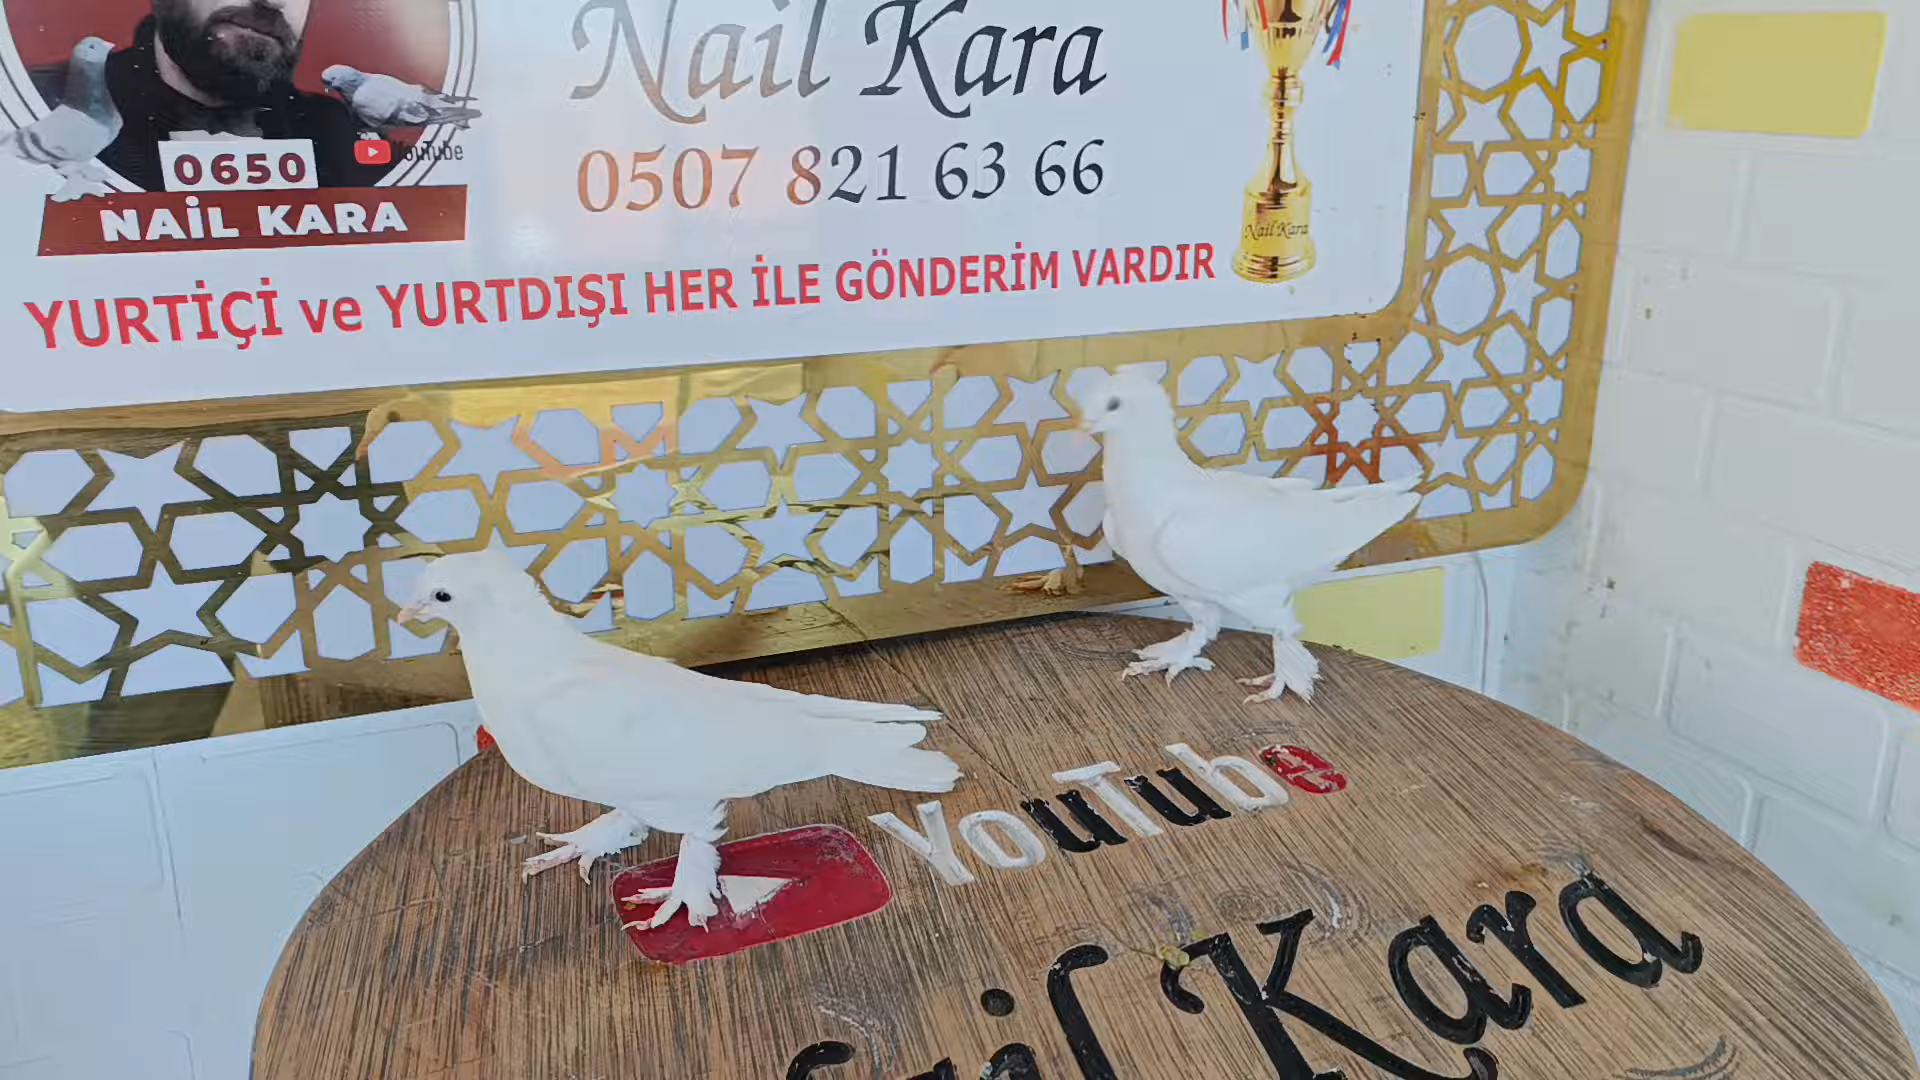 Nail Kara
0507 821 63 66
0650
YouTube
NAİL KARA
Nail Kara
YURTİÇİ ve YURTDIŞI HER İLE GÖNDERİM VARDIR
YouTube
Kara